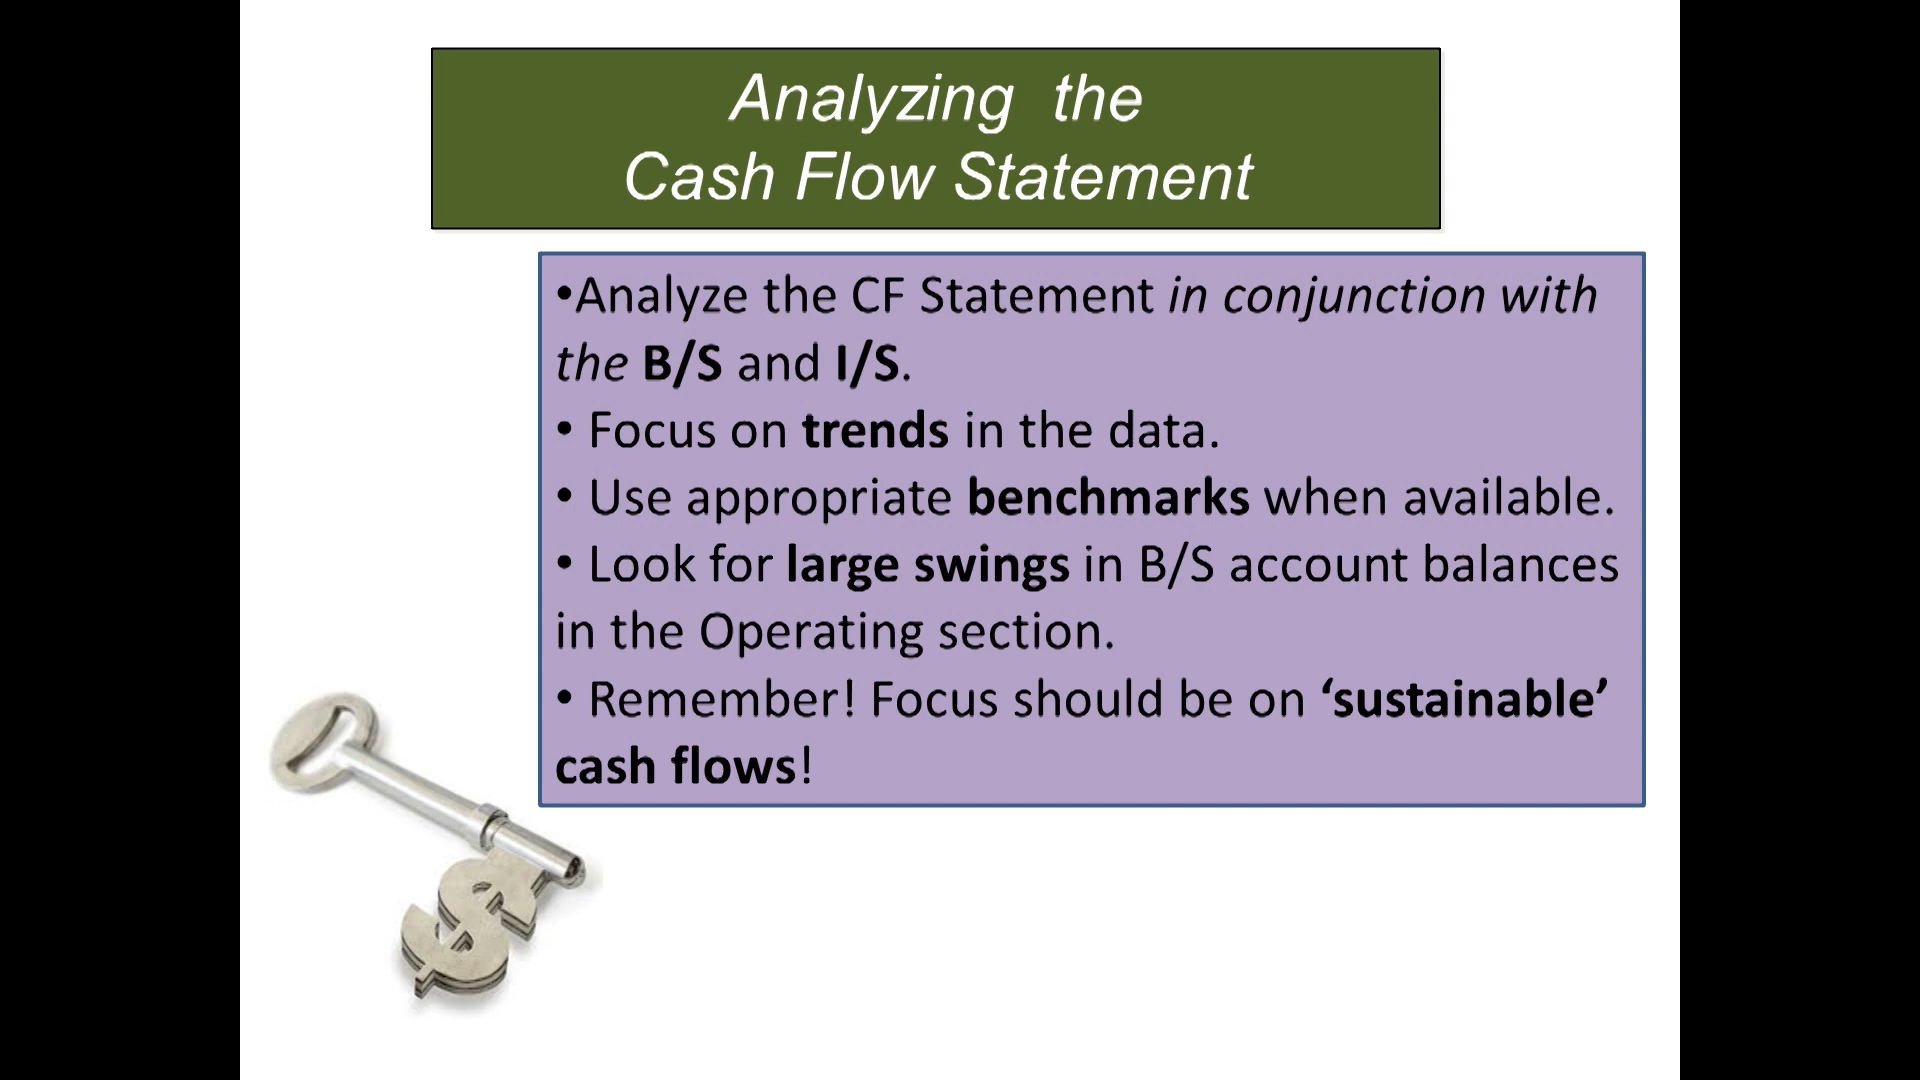 Analyzing the
Cash Flow Statement
•Analyze the CF Statement in conjunction with
the B/S and I/S.
• Focus on trends in the data.
• Use appropriate benchmarks when available.
• Look for large swings in B/S account balances
in the Operating section.
• Remember! Focus should be on ‘sustainable’
cash flows!